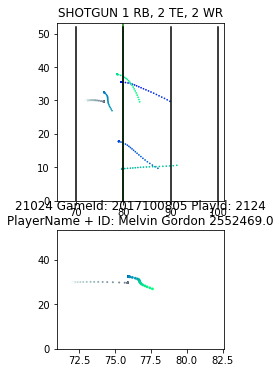 SHOTGUN 1 RB, 2 TE, 2 WR
50
40
30
20
10
0
70 80 90 100
21024 GameId: 2017100805 PlayId: 2124
PlayerName + ID: Melvin Gordon 2552469.0
40
20
0
72.5 75.0 77.5 80.0 82.5